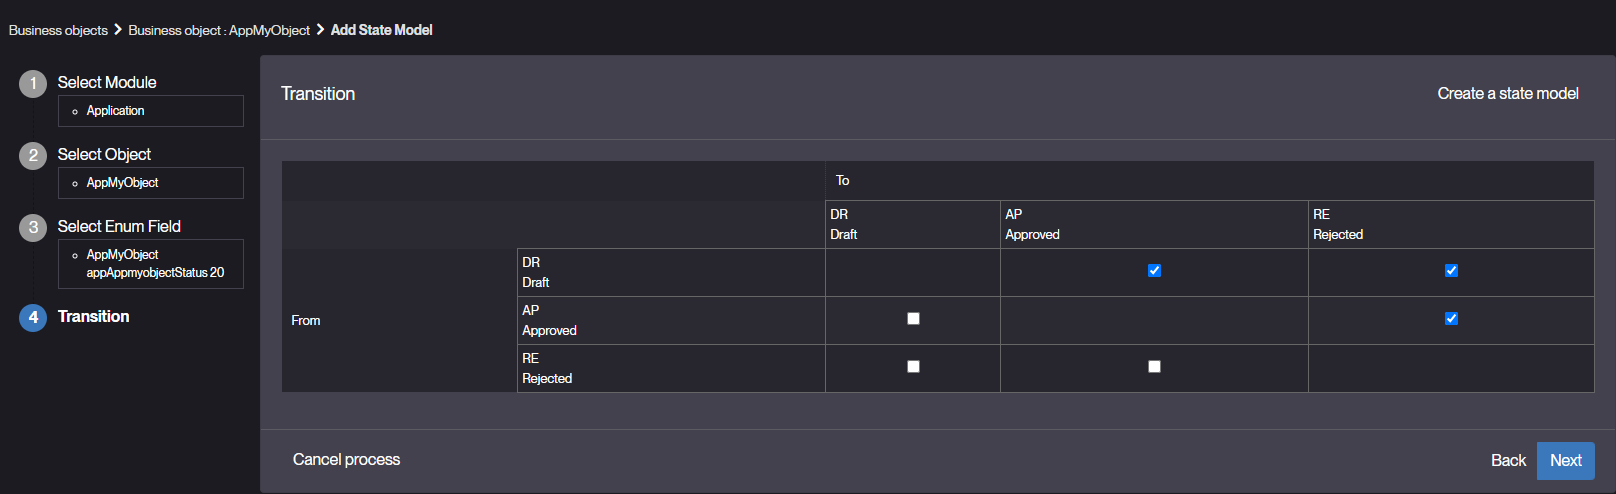 Business objects > Business object : AppMyObject > Add State Model
1 Select Module
Application
2 Select Object
AppMyObject
3 Select Enum Field
AppMyObject
appAppmyobjectStatus 20
4 Transition
Transition
Create a state model
To
DR
Draft
AP
Approved
RE
Rejected
From
DR
Draft
AP
Approved
RE
Rejected
Cancel process
Back
Next